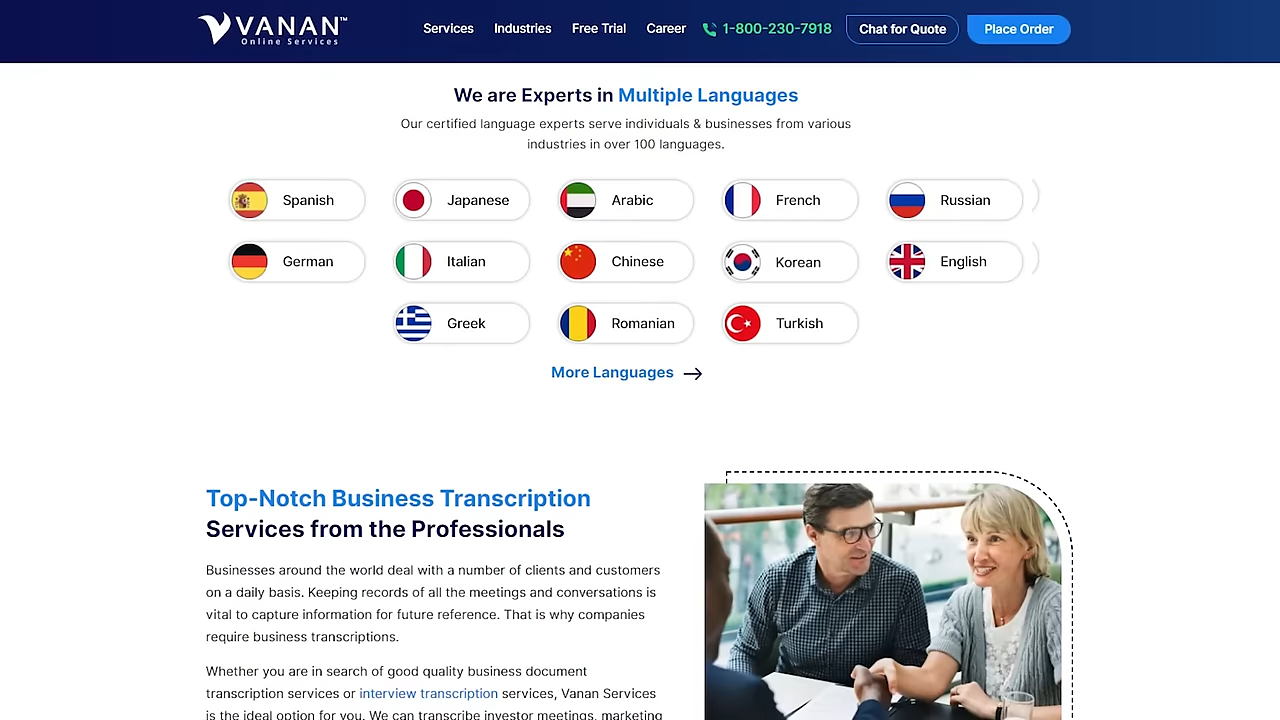 VANAN™
Online Services
Services Industries Free Trial Career 1-800-230-7918 Chat for Quote Place Order
We are Experts in Multiple Languages
Our certified language experts serve individuals & businesses from various
industries in over 100 languages.
Spanish Japanese Arabic French Russian
German Italian Chinese Korean English
Greek Romanian Turkish
More Languages
Top-Notch Business Transcription
Services from the Professionals
Businesses around the world deal with a number of clients and customers
on a daily basis. Keeping records of all the meetings and conversations is
vital to capture information for future reference. That is why companies
require business transcriptions.
Whether you are in search of good quality business document
transcription services or interview transcription services, Vanan Services
is the ideal option for you. We can transcribe investor meetings, marketing